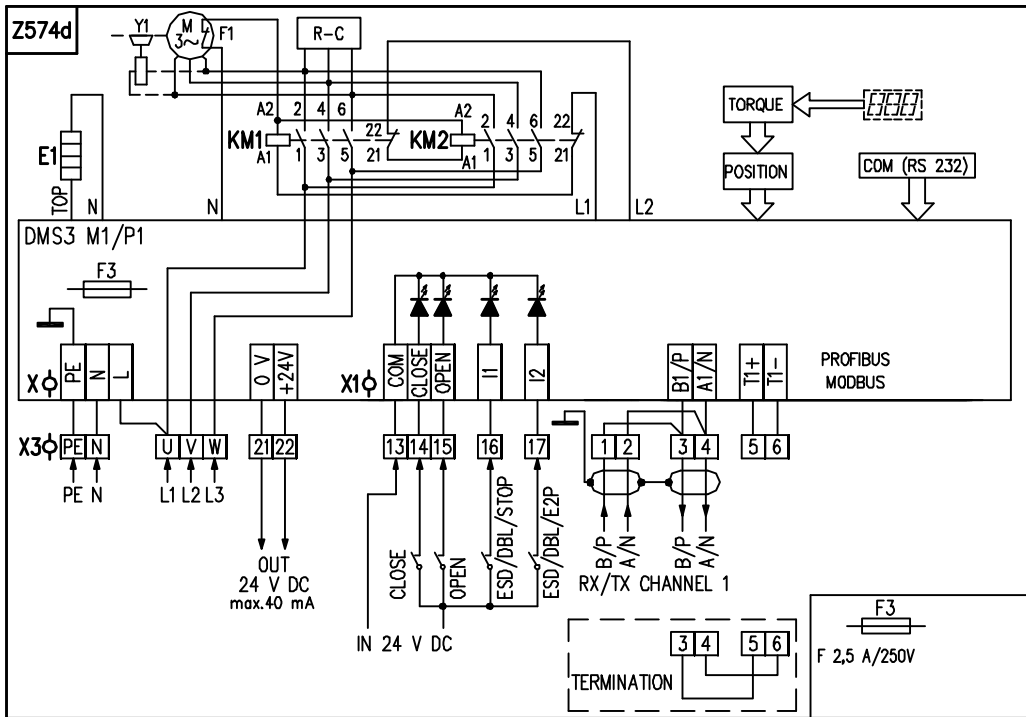 Z574d
Y1
M
3~
F1
R-C
A2
2
4
6
22
A2
2
4
6
22
KM1
KM2
A1
1
3
5
21
A1
1
3
5
21
TORQUE
POSITION
COM (RS 232)
E1
TOP
N
N
L1
L2
DMS3 M1/P1
F3
X
PE
N
L
0 V
+24V
X1
COM
CLOSE
OPEN
I1
I2
B1/P
A1/N
T1+
T1-
PROFIBUS
MODBUS
X3
PE
N
U
V
W
21
22
13
14
15
16
17
1
2
3
4
5
6
PE N
L1 L2 L3
OUT
24 V DC
max.40 mA
CLOSE
OPEN
ESD/DBL/STOP
ESD/DBL/E2P
IN 24 V DC
B/P
A/N
B/P
A/N
RX/TX CHANNEL 1
TERMINATION
3
4
5
6
F3
F 2,5 A/250V